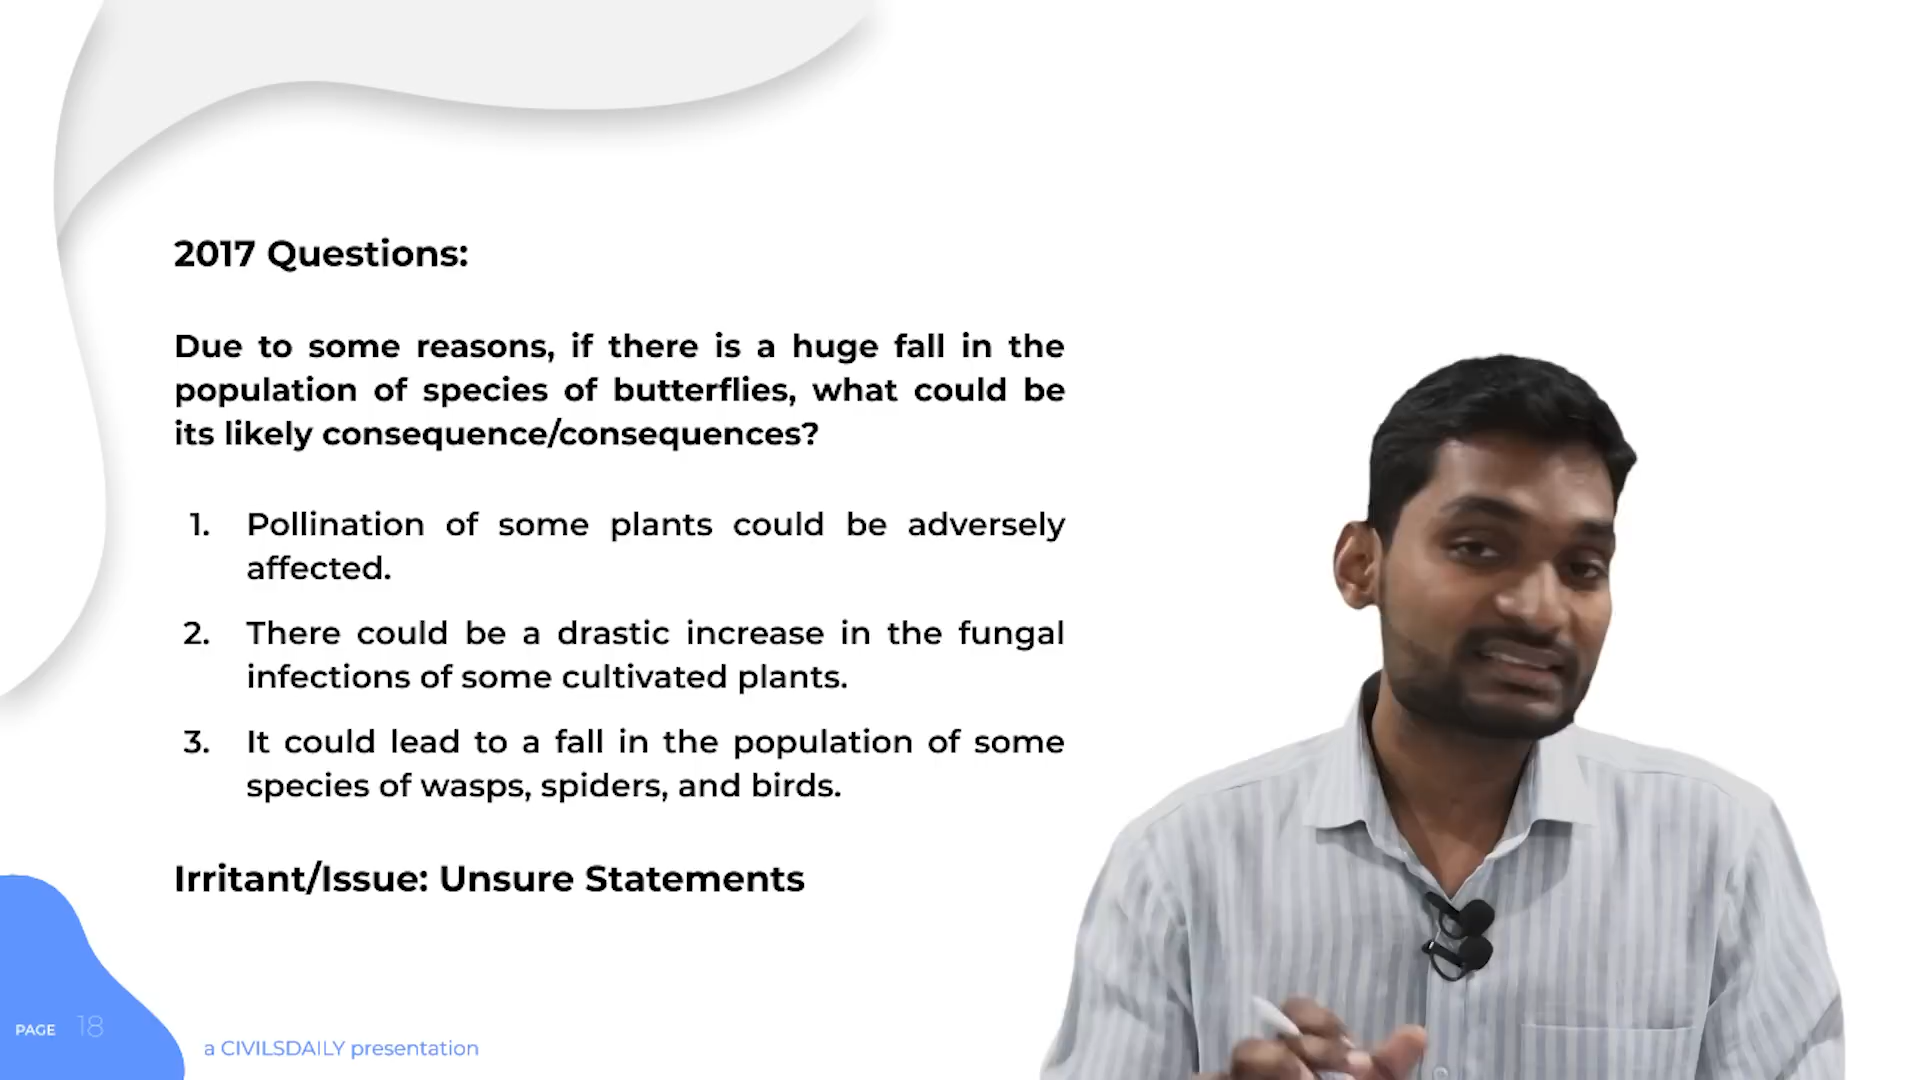 2017 Questions:
Due to some reasons, if there is a huge fall in the
population of species of butterflies, what could be
its likely consequence/consequences?
1. Pollination of some plants could be adversely
affected.
2. There could be a drastic increase in the fungal
infections of some cultivated plants.
3. It could lead to a fall in the population of some
species of wasps, spiders, and birds.
Irritant/Issue: Unsure Statements
PAGE 18
a CIVILSDAILY presentation